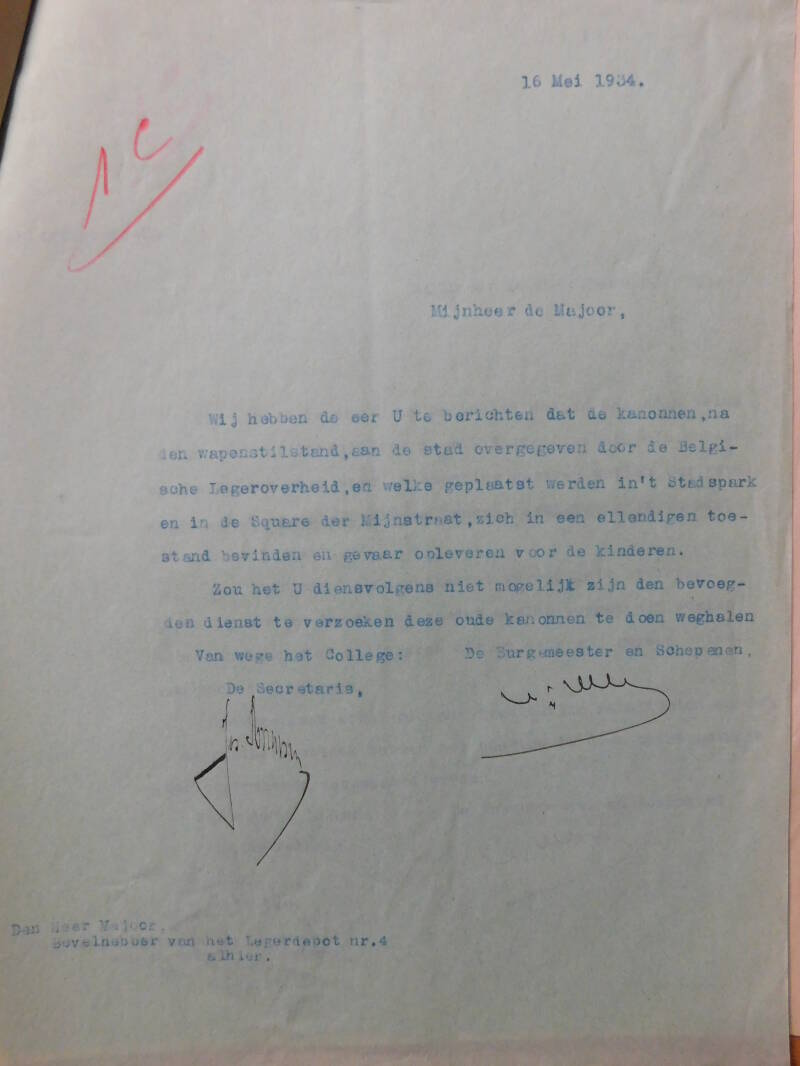 16 Mei 1934.
1c
Mijnheer de Majoor,
Wij hebben de eer U te berichten dat de kanonnen,na
den wapenstilstand,aan de stad overgegeven door de Belgi-
sche Legeroverheid,en welke geplaatst werden in't Stadspark
en in de Square der Mijnstraat,zich in een ellendigen toe-
stand bevinden en gevaar opleveren voor de kinderen.
Zou het U diensvolgens niet mogelijk zijn den bevoeg-
den dienst te verzoeken deze oude kanonnen te doen weghalen
Van wege het College: De Burgemeester en Schepenen,
De Secretaris,
Den Heer Majoor,
Bevelhebber van het Legerdepot nr.4
alhier.